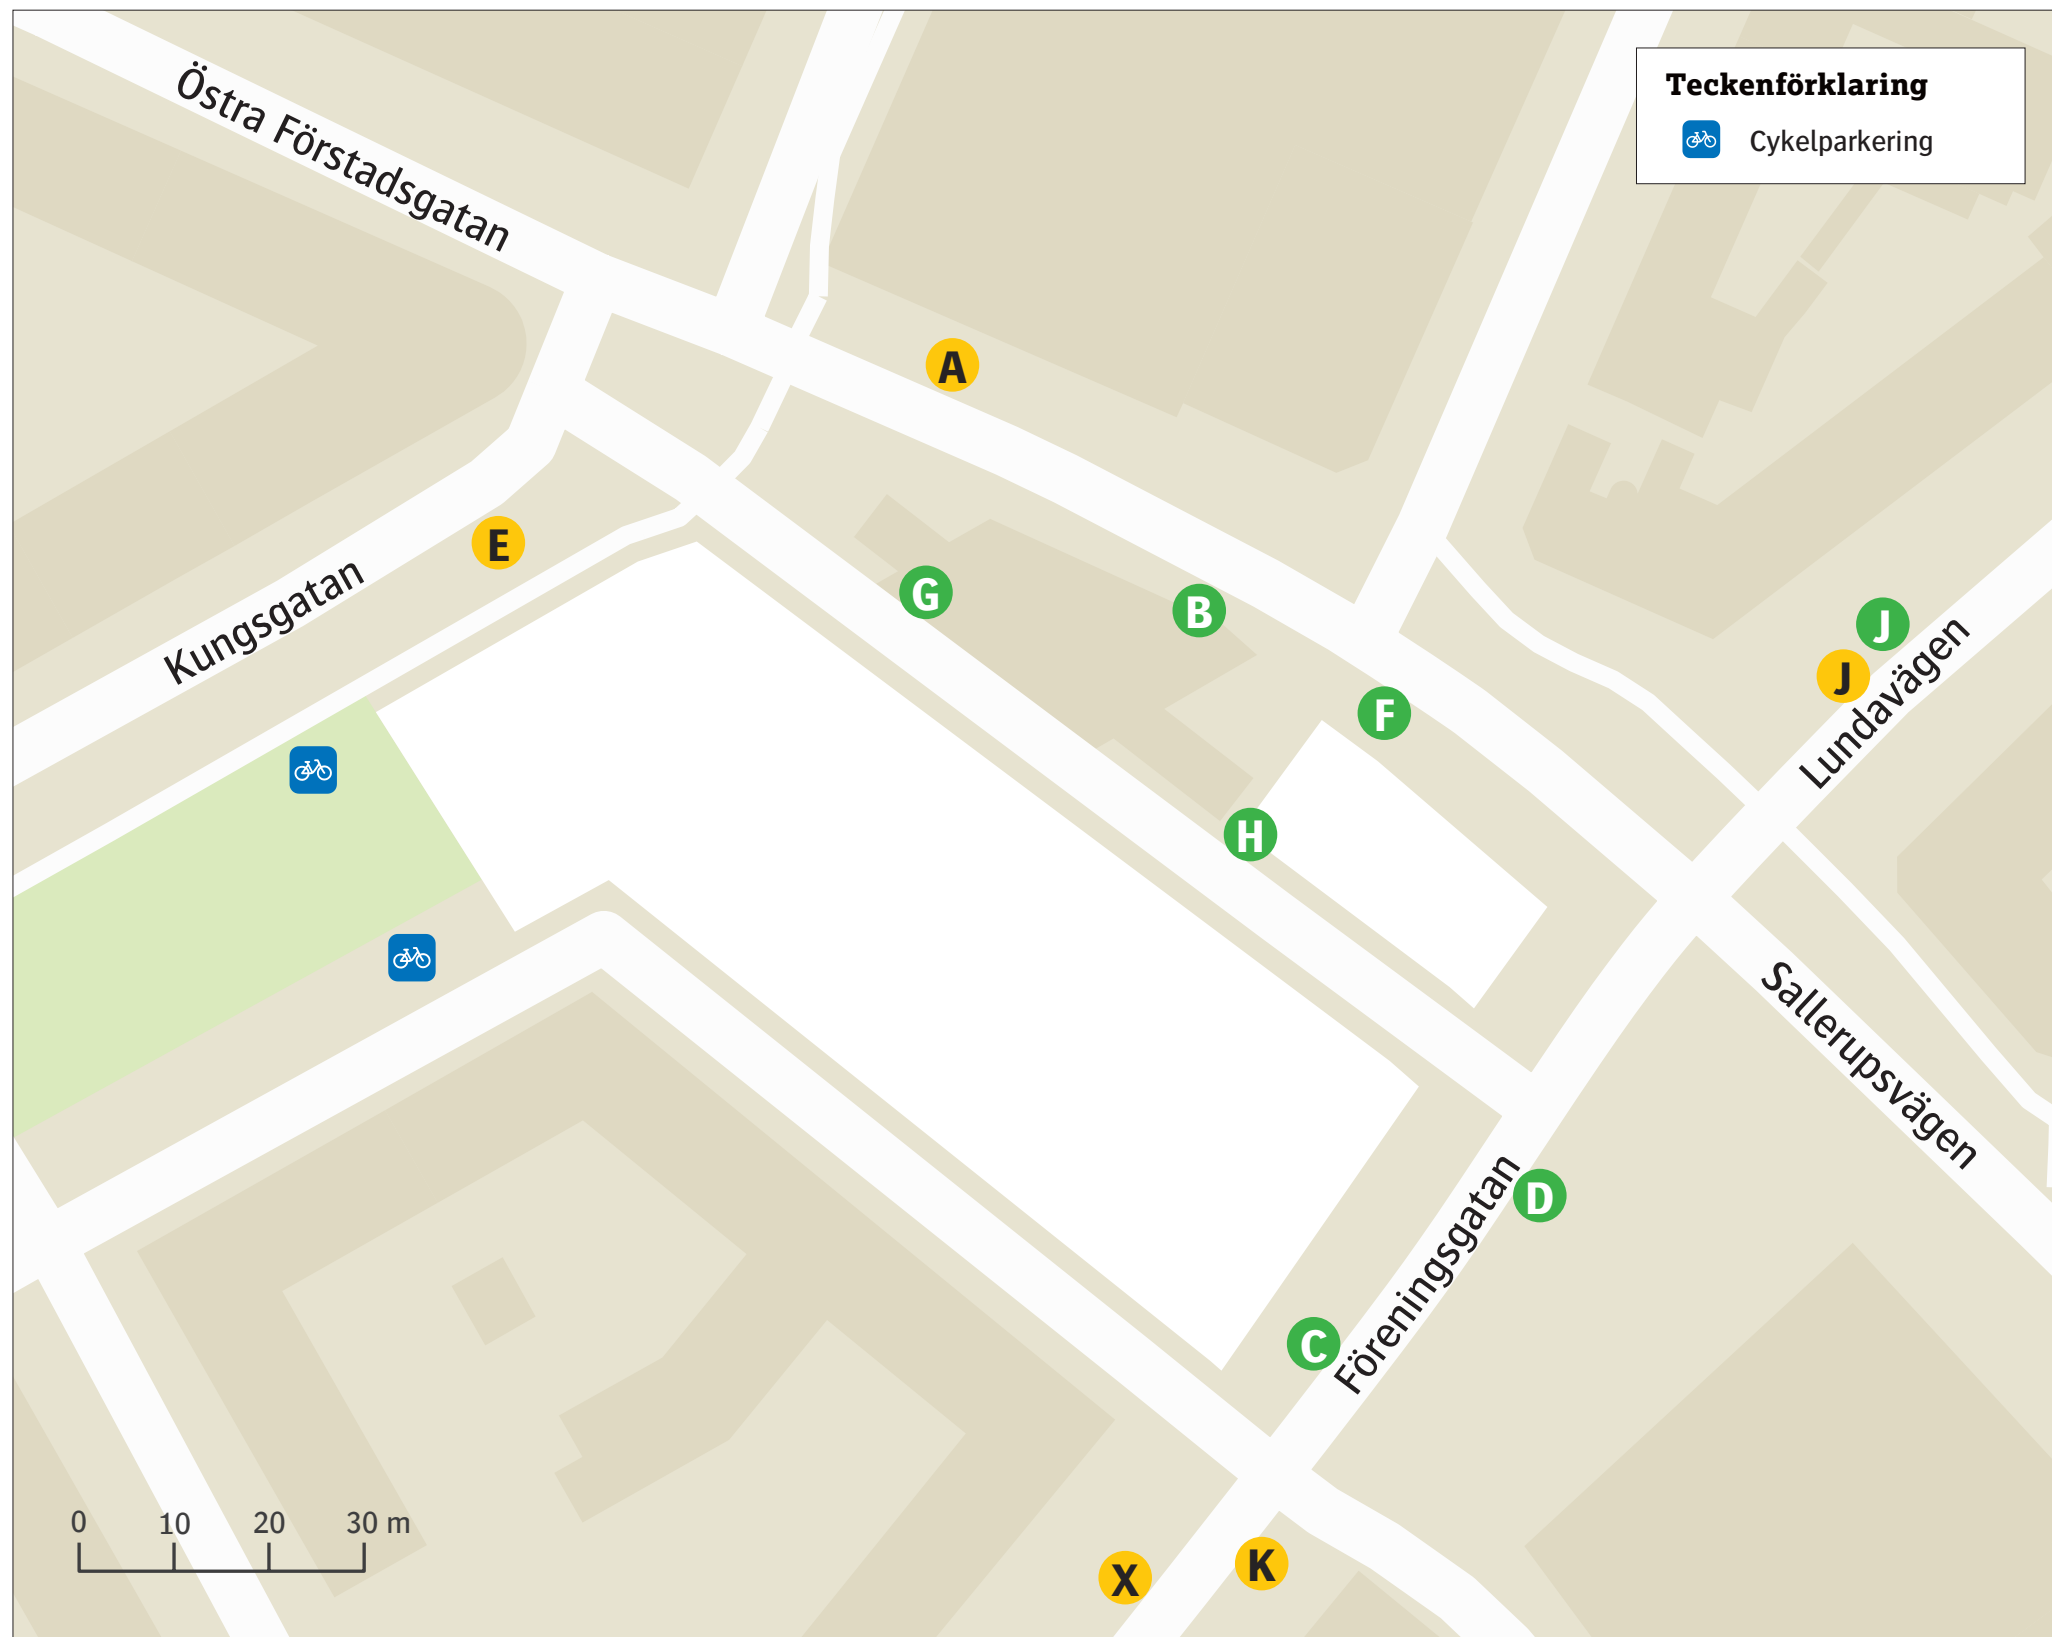 Östra Förstadsgatan
Teckenförklaring
Cykelparkering
A
E
Kungsgatan
G
B
J
J
Lundavägen
F
H
Sallerupsvägen
D
Föreningsgatan
C
0 10 20 30 m
X
K